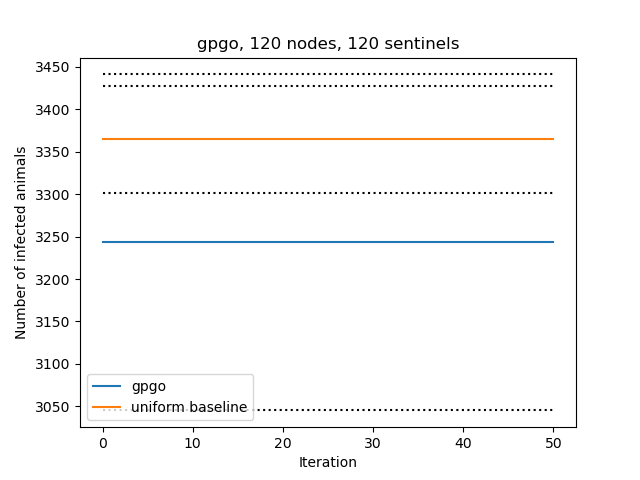 gpgo, 120 nodes, 120 sentinels
3450
3400
3350
3300
3250
3200
3150
3100
3050
Number of infected animals
gpgo
uniform baseline
0 10 20 30 40 50
Iteration